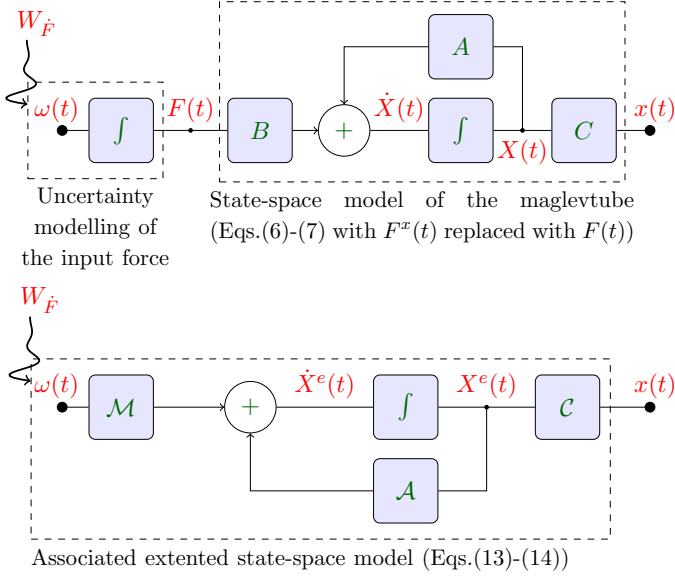 W_Ḟ
A
ω(t)
∫
F(t)
B
+
Ẋ(t)
∫
X(t)
C
x(t)
Uncertainty
modelling of
the input force
State-space model of the maglevtube
(Eqs.(6)-(7) with F^x(t) replaced with F(t))
W_Ḟ
ω(t)
ℳ
+
Ẋ^e(t)
∫
X^e(t)
𝒞
x(t)
𝒜
Associated extented state-space model (Eqs.(13)-(14))